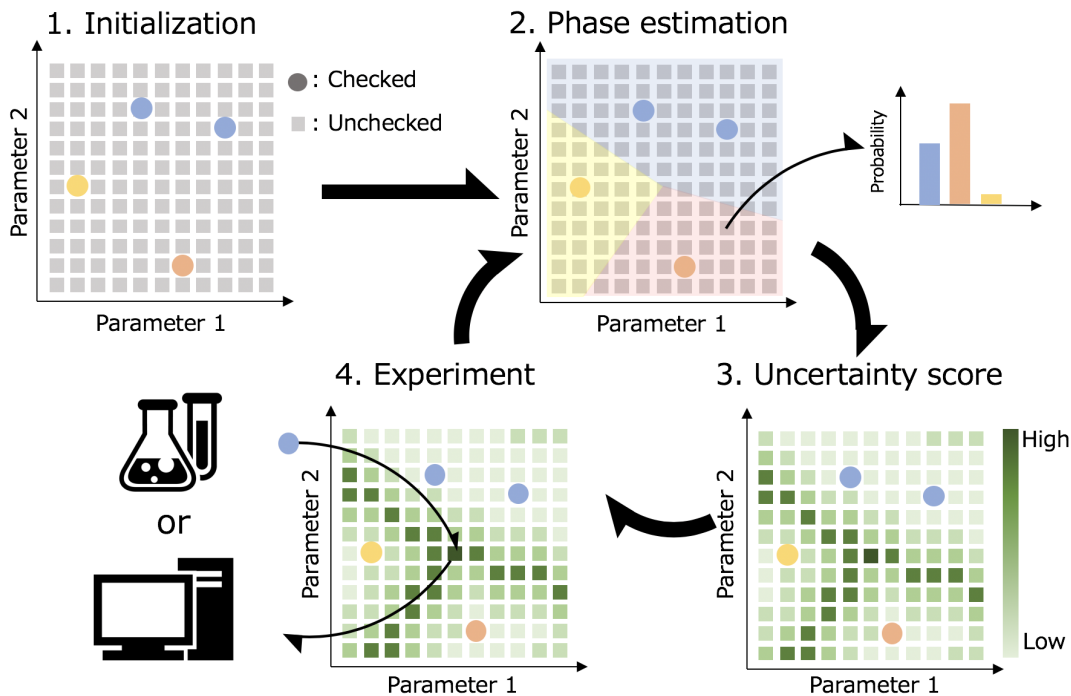 1. Initialization
Parameter 2
Parameter 1
: Checked
: Unchecked
2. Phase estimation
Parameter 2
Parameter 1
Probability
3. Uncertainty score
Parameter 2
Parameter 1
High
Low
4. Experiment
Parameter 2
Parameter 1
or